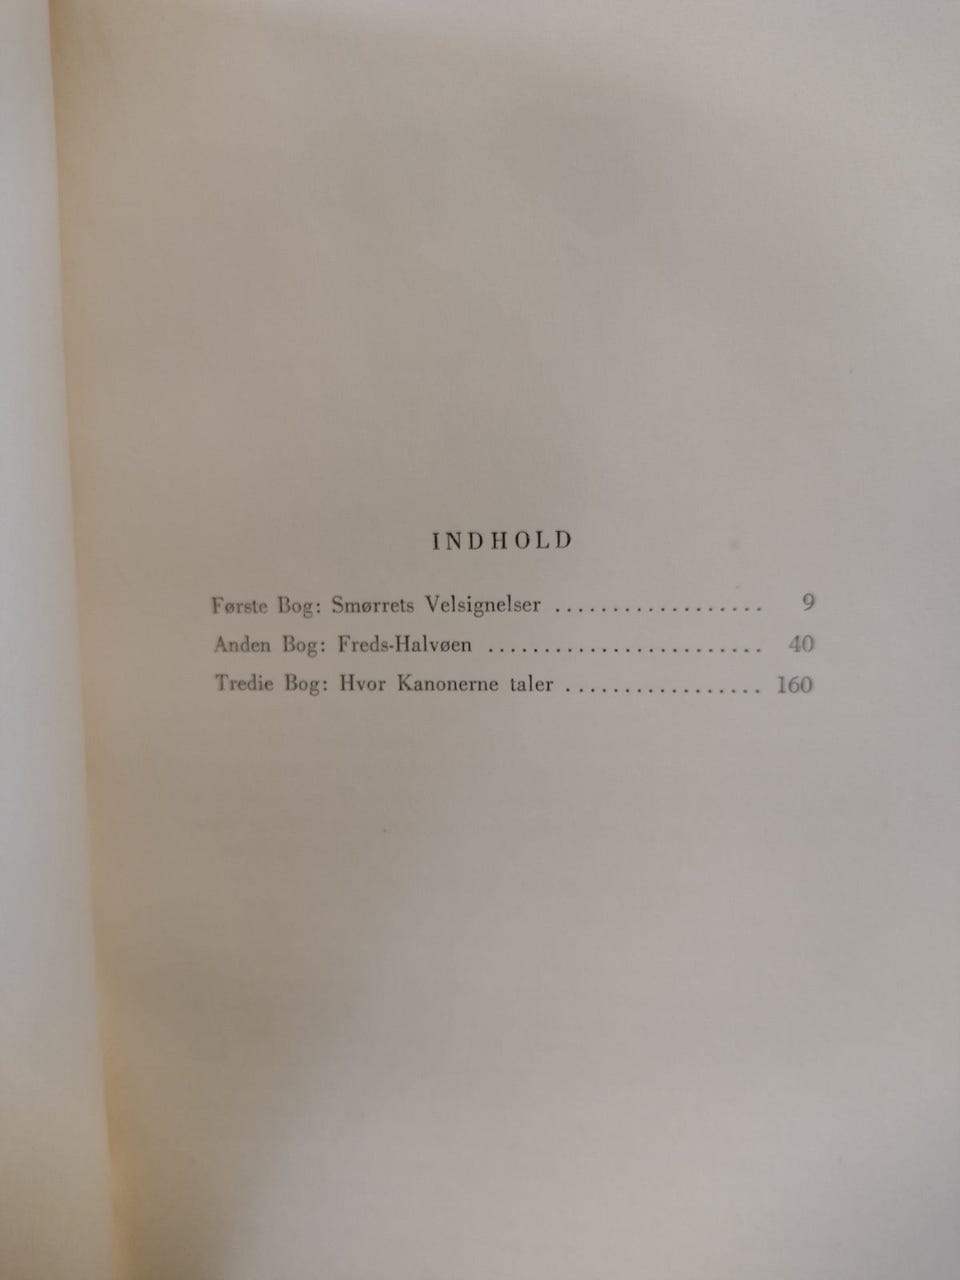 INDHOLD
Første Bog: Smørrets Velsignelser .................. 9
Anden Bog: Freds-Halvøen ........................ 40
Tredie Bog: Hvor Kanonerne taler ................. 160